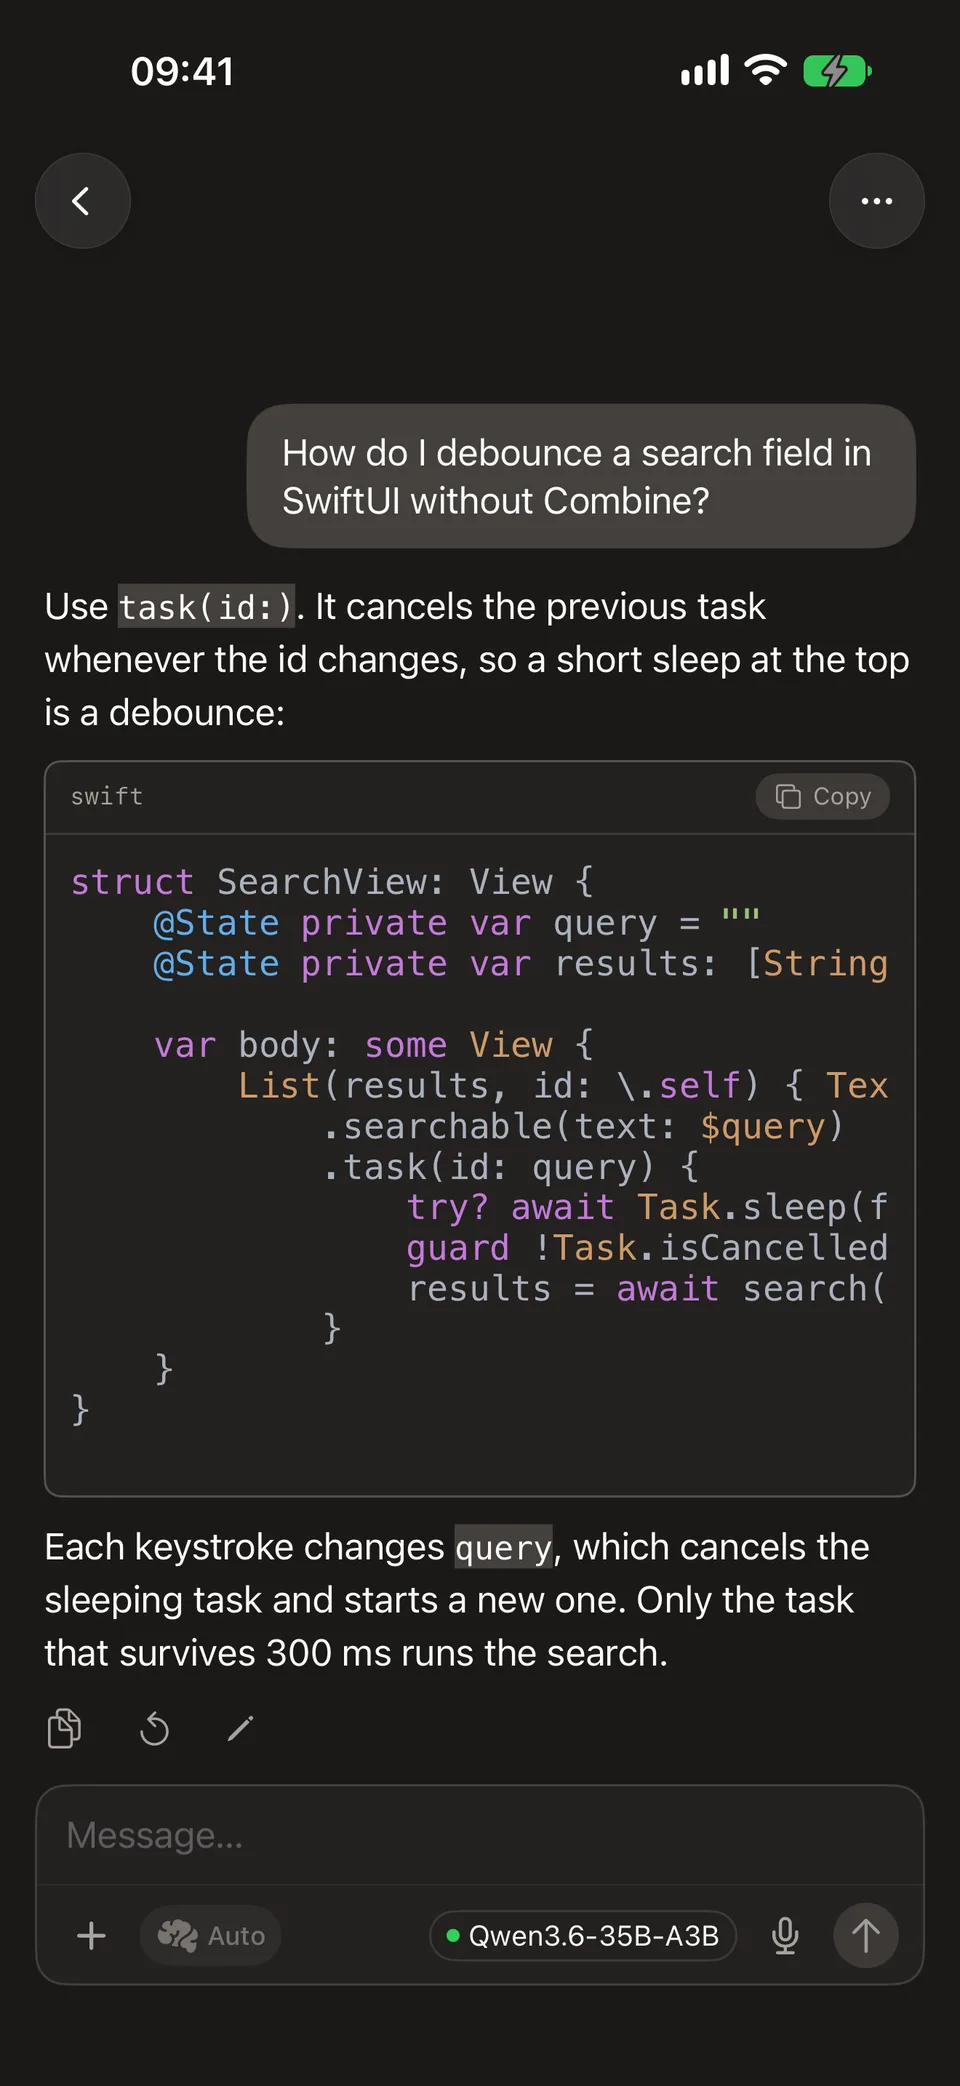 09:41
How do I debounce a search field in
SwiftUI without Combine?
Use task(id:). It cancels the previous task
whenever the id changes, so a short sleep at the top
is a debounce:
swift
Copy
struct SearchView: View {
    @State private var query = ""
    @State private var results: [String
    var body: some View {
        List(results, id: \.self) { Tex
            .searchable(text: $query)
            .task(id: query) {
                try? await Task.sleep(f
                guard !Task.isCancelled
                results = await search(
            }
    }
}
Each keystroke changes query, which cancels the
sleeping task and starts a new one. Only the task
that survives 300 ms runs the search.
Message...
Auto
Qwen3.6-35B-A3B